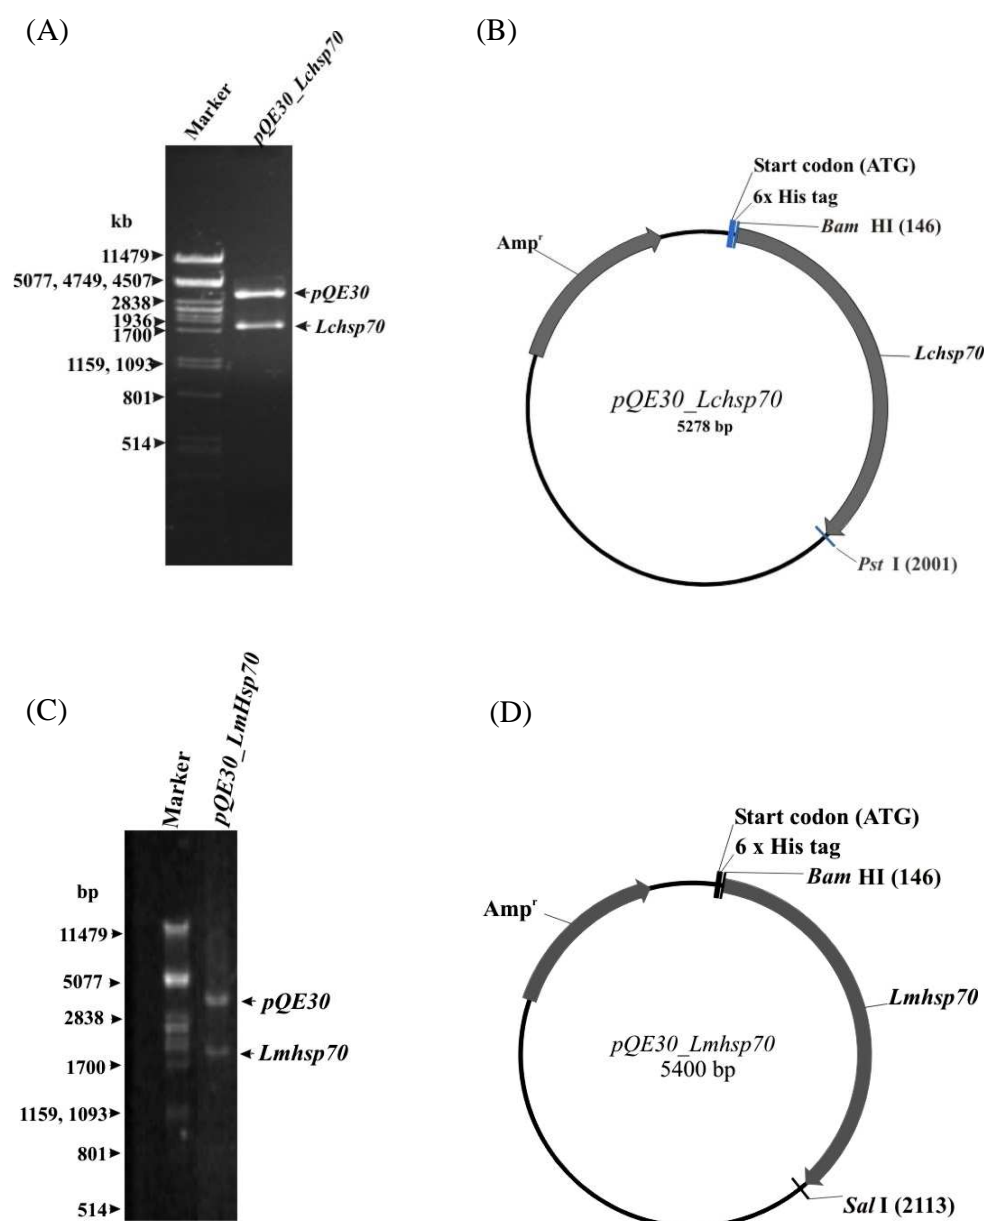 (A)
Marker
pQE30_Lchsp70
kb
11479
5077, 4749, 4507
2838
1936
1700
1159, 1093
801
514
pQE30
Lchsp70
(B)
Start codon (ATG)
6x His tag
Bam HI (146)
Ampʳ
Lchsp70
pQE30_Lchsp70
5278 bp
Pst I (2001)
(C)
Marker
pQE30_LmHsp70
bp
11479
5077
2838
1700
1159, 1093
801
514
pQE30
Lmhsp70
(D)
Start codon (ATG)
6 x His tag
Bam HI (146)
Ampʳ
Lmhsp70
pQE30_Lmhsp70
5400 bp
Sal I (2113)